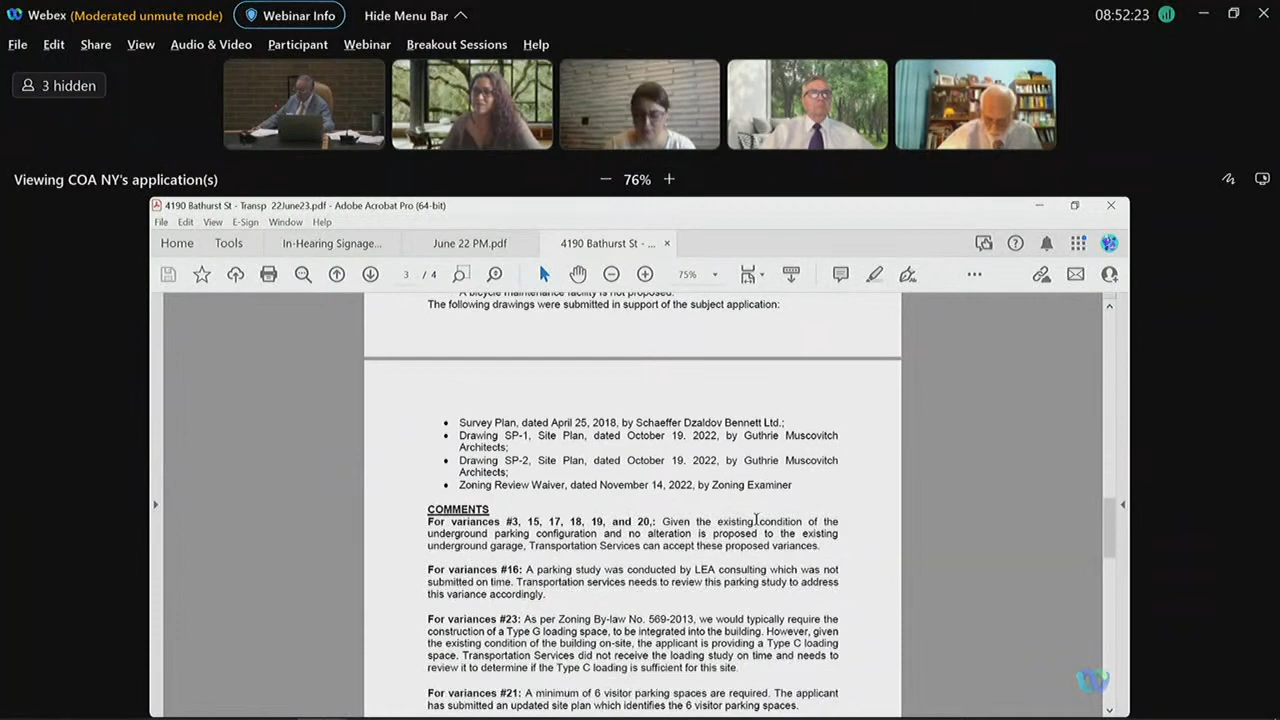 Webex (Moderated unmute mode) Webinar Info Hide Menu Bar 08:52:23
File Edit Share View Audio & Video Participant Webinar Breakout Sessions Help
3 hidden
Viewing COA NY's application(s) 76%
4190 Bathurst St - Transp 22June23.pdf - Adobe Acrobat Pro (64-bit)
File Edit View E-Sign Window Help
Home Tools In-Hearing Signage... June 22 PM.pdf 4190 Bathurst St - ... ×
3 / 4 75%
A bicycle maintenance facility is not proposed.
The following drawings were submitted in support of the subject application:
• Survey Plan, dated April 25, 2018, by Schaeffer Dzaldov Bennett Ltd.;
• Drawing SP-1, Site Plan, dated October 19. 2022, by Guthrie Muscovitch
Architects;
• Drawing SP-2, Site Plan, dated October 19. 2022, by Guthrie Muscovitch
Architects;
• Zoning Review Waiver, dated November 14, 2022, by Zoning Examiner
COMMENTS
For variances #3, 15, 17, 18, 19, and 20,: Given the existing condition of the
underground parking configuration and no alteration is proposed to the existing
underground garage, Transportation Services can accept these proposed variances.
For variances #16: A parking study was conducted by LEA consulting which was not
submitted on time. Transportation services needs to review this parking study to address
this variance accordingly.
For variances #23: As per Zoning By-law No. 569-2013, we would typically require the
construction of a Type G loading space, to be integrated into the building. However, given
the existing condition of the building on-site, the applicant is providing a Type C loading
space. Transportation Services did not receive the loading study on time and needs to
review it to determine if the Type C loading is sufficient for this site.
For variances #21: A minimum of 6 visitor parking spaces are required. The applicant
has submitted an updated site plan which identifies the 6 visitor parking spaces.